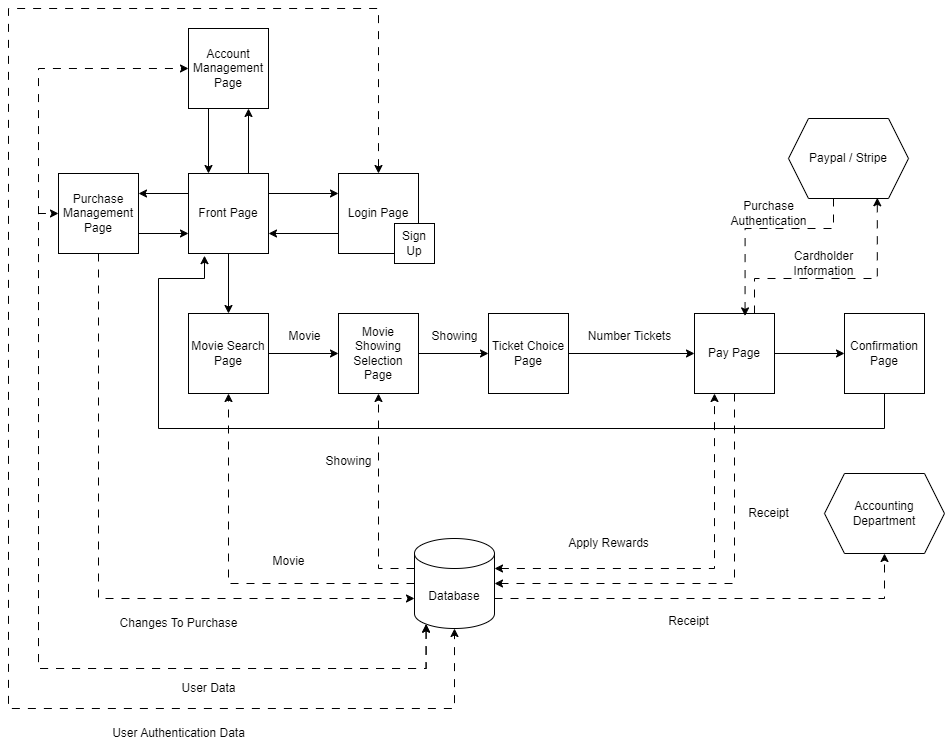 Account
Management
Page
Paypal / Stripe
Purchase
Management
Page
Front Page
Login Page
Sign
Up
Purchase
Authentication
Cardholder
Information
Movie Search
Page
Movie
Movie
Showing
Selection
Page
Showing
Ticket Choice
Page
Number Tickets
Pay Page
Confirmation
Page
Showing
Receipt
Accounting
Department
Apply Rewards
Movie
Database
Changes To Purchase
Receipt
User Data
User Authentication Data